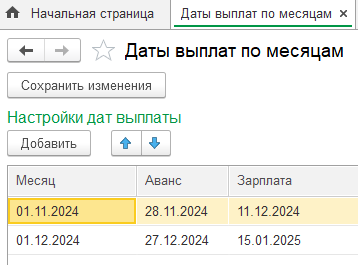 Начальная страница
Даты выплат по месяцам ×
Даты выплат по месяцам
Сохранить изменения
Настройки дат выплаты
Добавить
Месяц Аванс Зарплата
01.11.2024 28.11.2024 11.12.2024
01.12.2024 27.12.2024 15.01.2025